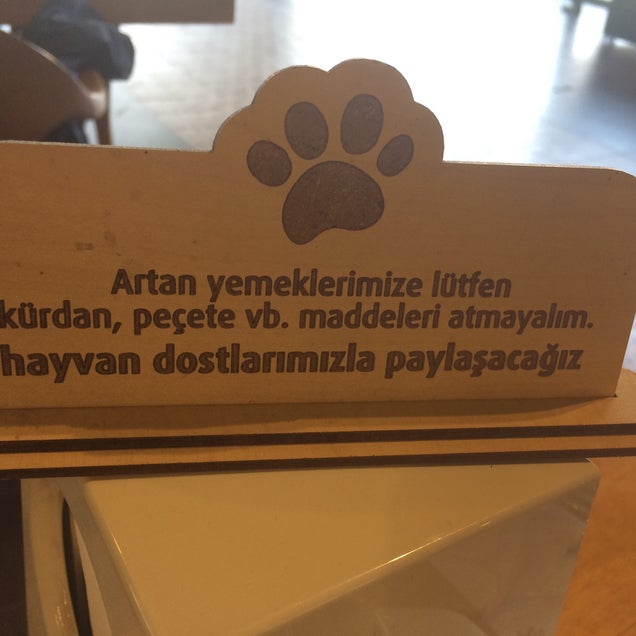 Artan yemeklerimize lütfen
kürdan, peçete vb. maddeleri atmayalım.
hayvan dostlarımızla paylaşacağız